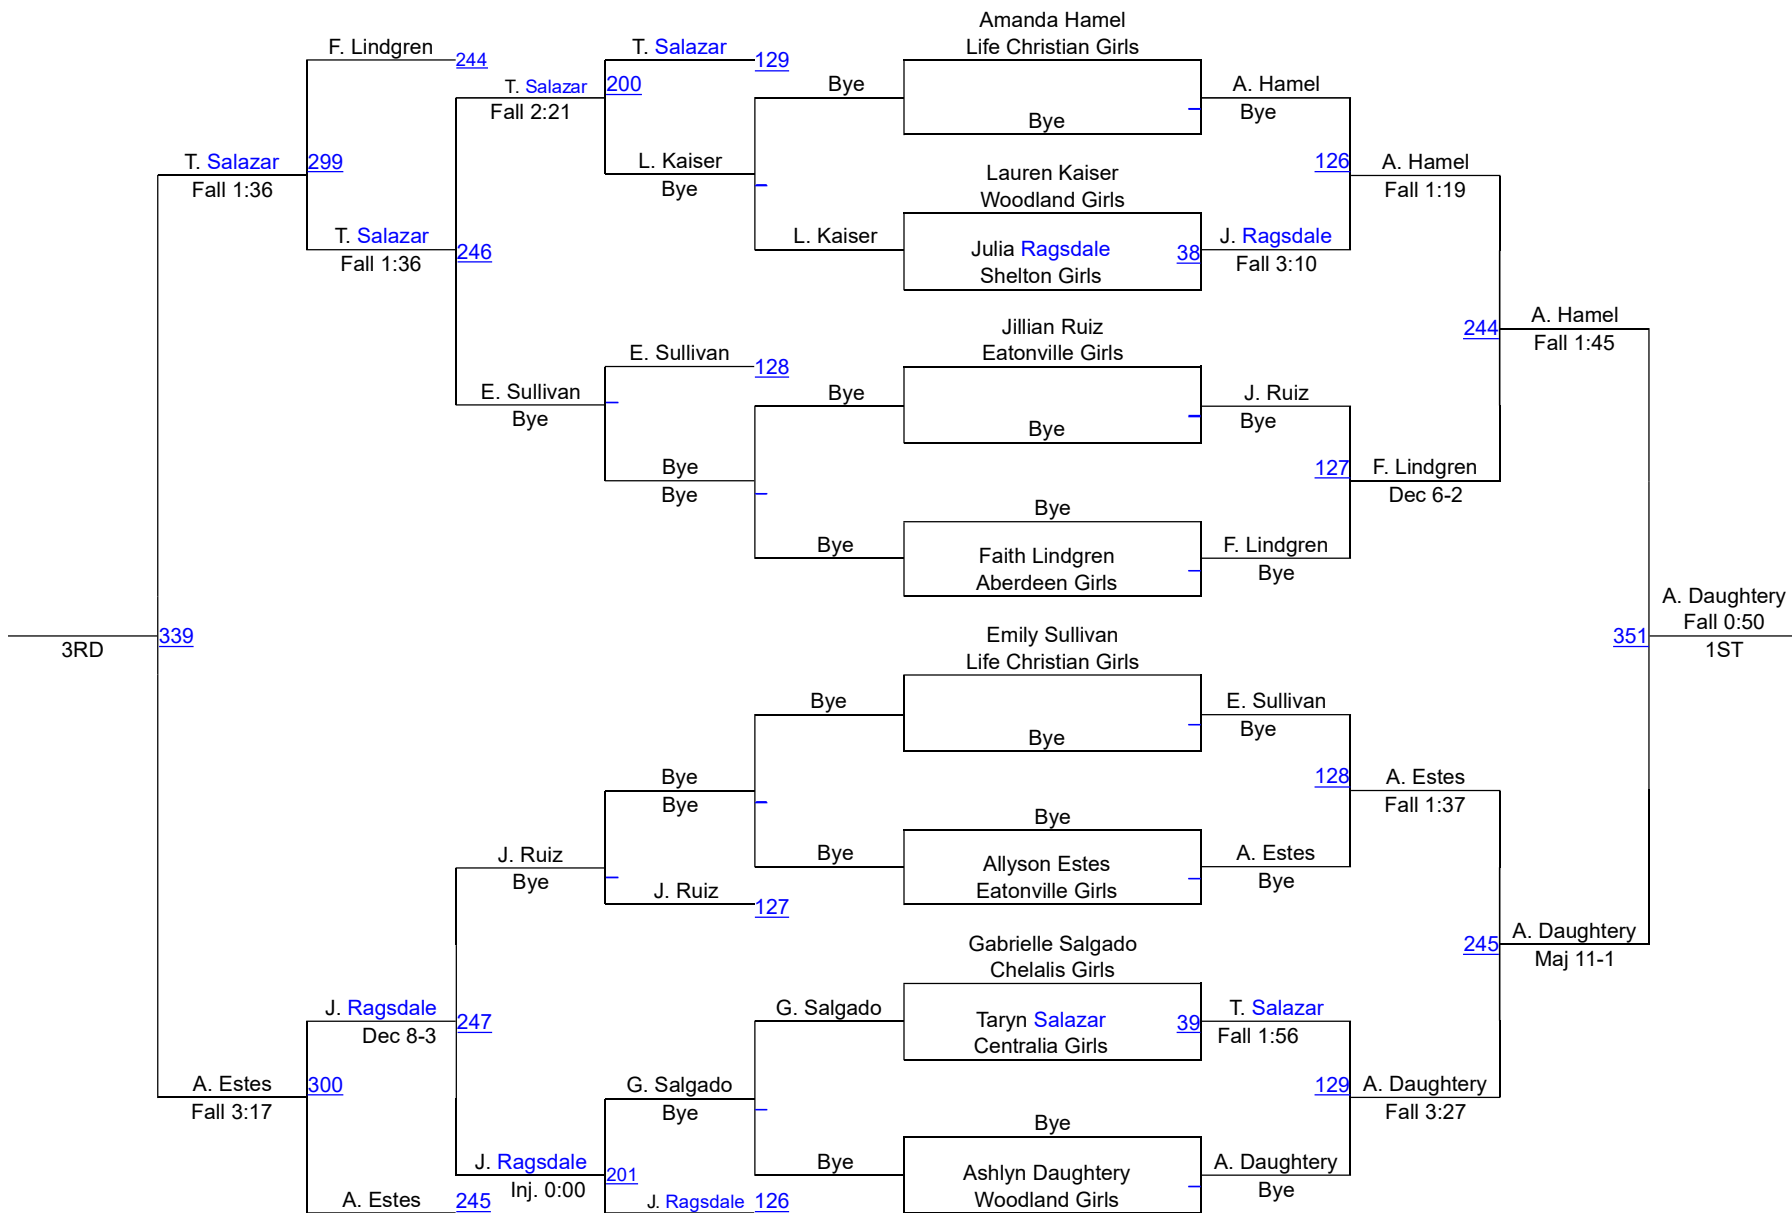 Amanda Hamel
Life Christian Girls
F. Lindgren
244
T. Salazar
129
T. Salazar
200
Fall 2:21
Bye
Bye
A. Hamel
Bye
T. Salazar
299
Fall 1:36
L. Kaiser
Bye
Lauren Kaiser
Woodland Girls
126
A. Hamel
Fall 1:19
T. Salazar
246
Fall 1:36
L. Kaiser
Julia Ragsdale
38
Shelton Girls
J. Ragsdale
Fall 3:10
Jillian Ruiz
Eatonville Girls
244
A. Hamel
Fall 1:45
E. Sullivan
128
E. Sullivan
Bye
Bye
Bye
J. Ruiz
Bye
Bye
Bye
127
F. Lindgren
Dec 6-2
Bye
Bye
Faith Lindgren
Aberdeen Girls
F. Lindgren
Bye
339
3RD
Emily Sullivan
Life Christian Girls
351
A. Daughtery
Fall 0:50
1ST
Bye
Bye
E. Sullivan
Bye
Bye
Bye
128
A. Estes
Fall 1:37
Bye
J. Ruiz
Bye
Bye
Allyson Estes
Eatonville Girls
A. Estes
Bye
J. Ruiz
127
Gabrielle Salgado
Chelalis Girls
245
A. Daughtery
Maj 11-1
J. Ragsdale
247
Dec 8-3
G. Salgado
Taryn Salazar
39
Centralia Girls
T. Salazar
Fall 1:56
A. Estes
300
Fall 3:17
G. Salgado
Bye
129
A. Daughtery
Fall 3:27
Bye
J. Ragsdale
201
Inj. 0:00
Bye
Ashlyn Daughtery
Woodland Girls
A. Daughtery
Bye
A. Estes
245
J. Ragsdale
126